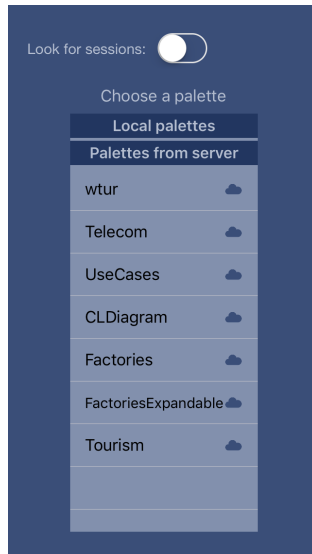 Look for sessions:
Choose a palette
Local palettes
Palettes from server
wtur
Telecom
UseCases
CLDiagram
Factories
FactoriesExpandable
Tourism